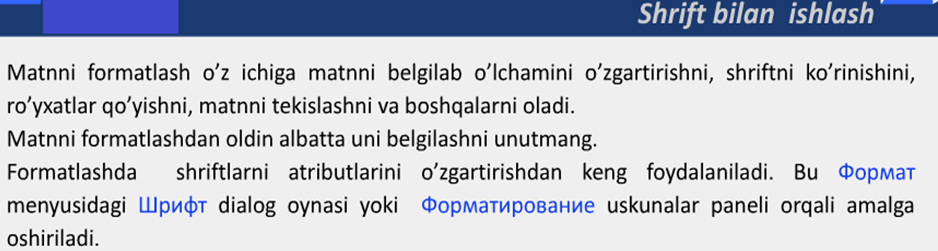 Shrift bilan ishlash
Matnni formatlash o’z ichiga matnni belgilab o’lchamini o’zgartirishni, shriftni ko’rinishini,
ro’yxatlar qo’yishni, matnni tekislashni va boshqalarni oladi.
Matnni formatlashdan oldin albatta uni belgilashni unutmang.
Formatlashda shriftlarni atributlarini o’zgartirishdan keng foydalaniladi. Bu Формат
menyusidagi Шрифт dialog oynasi yoki Форматирование uskunalar paneli orqali amalga
oshiriladi.